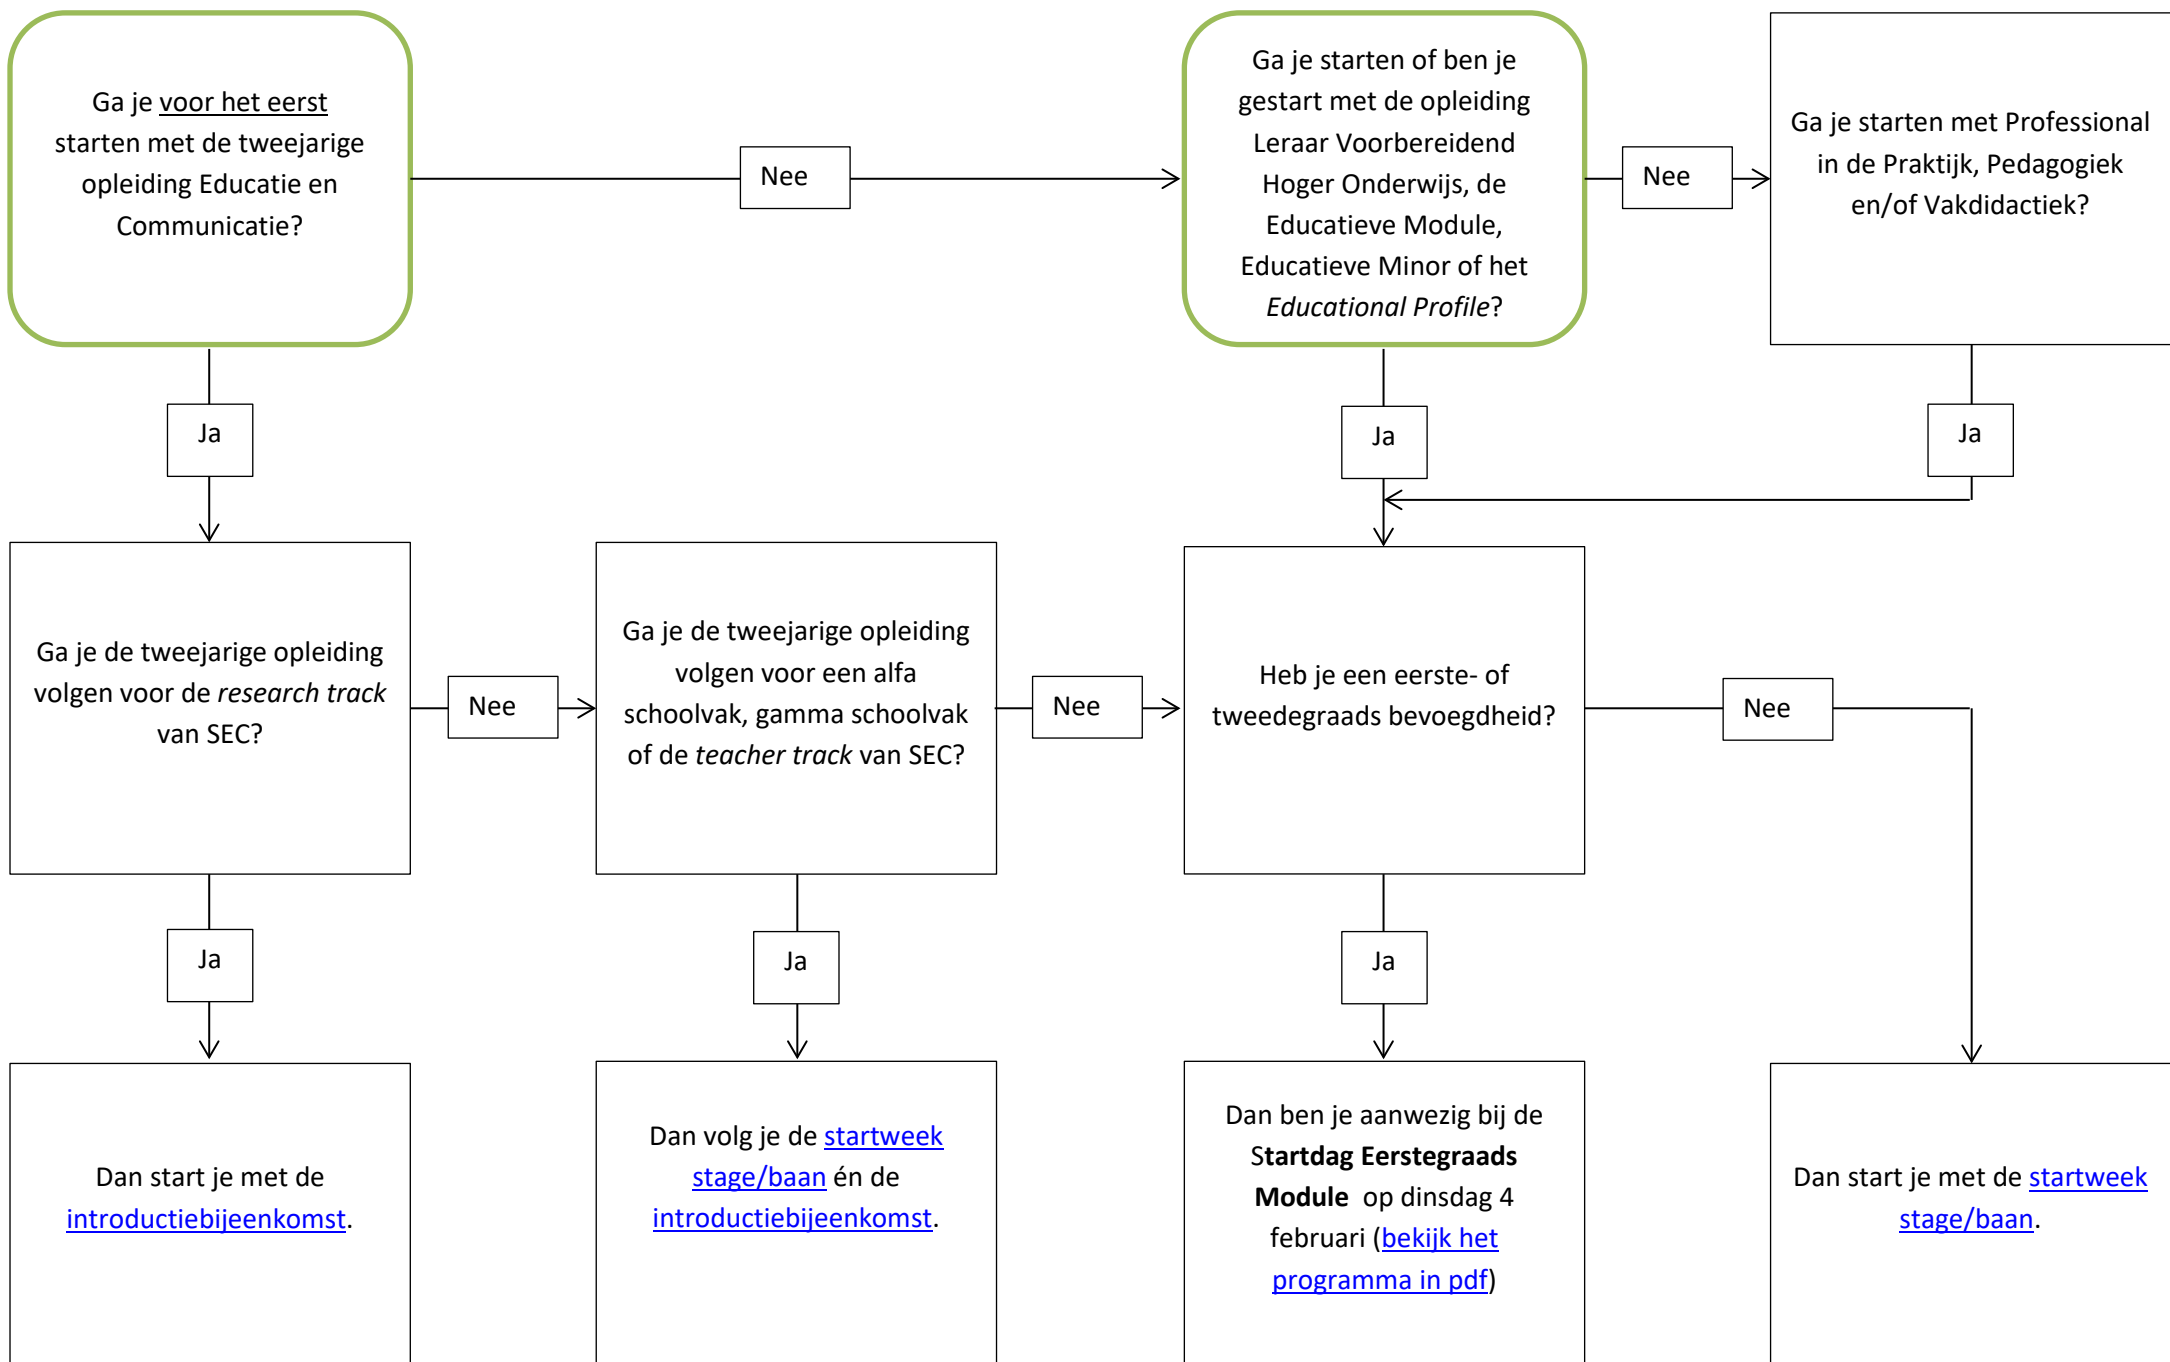 Ga je voor het eerst
starten met de tweejarige
opleiding Educatie en
Communicatie?
Nee
Ga je starten of ben je
gestart met de opleiding
Leraar Voorbereidend
Hoger Onderwijs, de
Educatieve Module,
Educatieve Minor of het
Educational Profile?
Nee
Ga je starten met Professional
in de Praktijk, Pedagogiek
en/of Vakdidactiek?
Ja
Ja
Ja
Ga je de tweejarige opleiding
volgen voor de research track
van SEC?
Nee
Ga je de tweejarige opleiding
volgen voor een alfa
schoolvak, gamma schoolvak
of de teacher track van SEC?
Nee
Heb je een eerste- of
tweedegraads bevoegdheid?
Nee
Ja
Ja
Ja
Dan start je met de
introductiebijeenkomst.
Dan volg je de startweek
stage/baan én de
introductiebijeenkomst.
Dan ben je aanwezig bij de
Startdag Eerstegraads
Module op dinsdag 4
februari (bekijk het
programma in pdf)
Dan start je met de startweek
stage/baan.